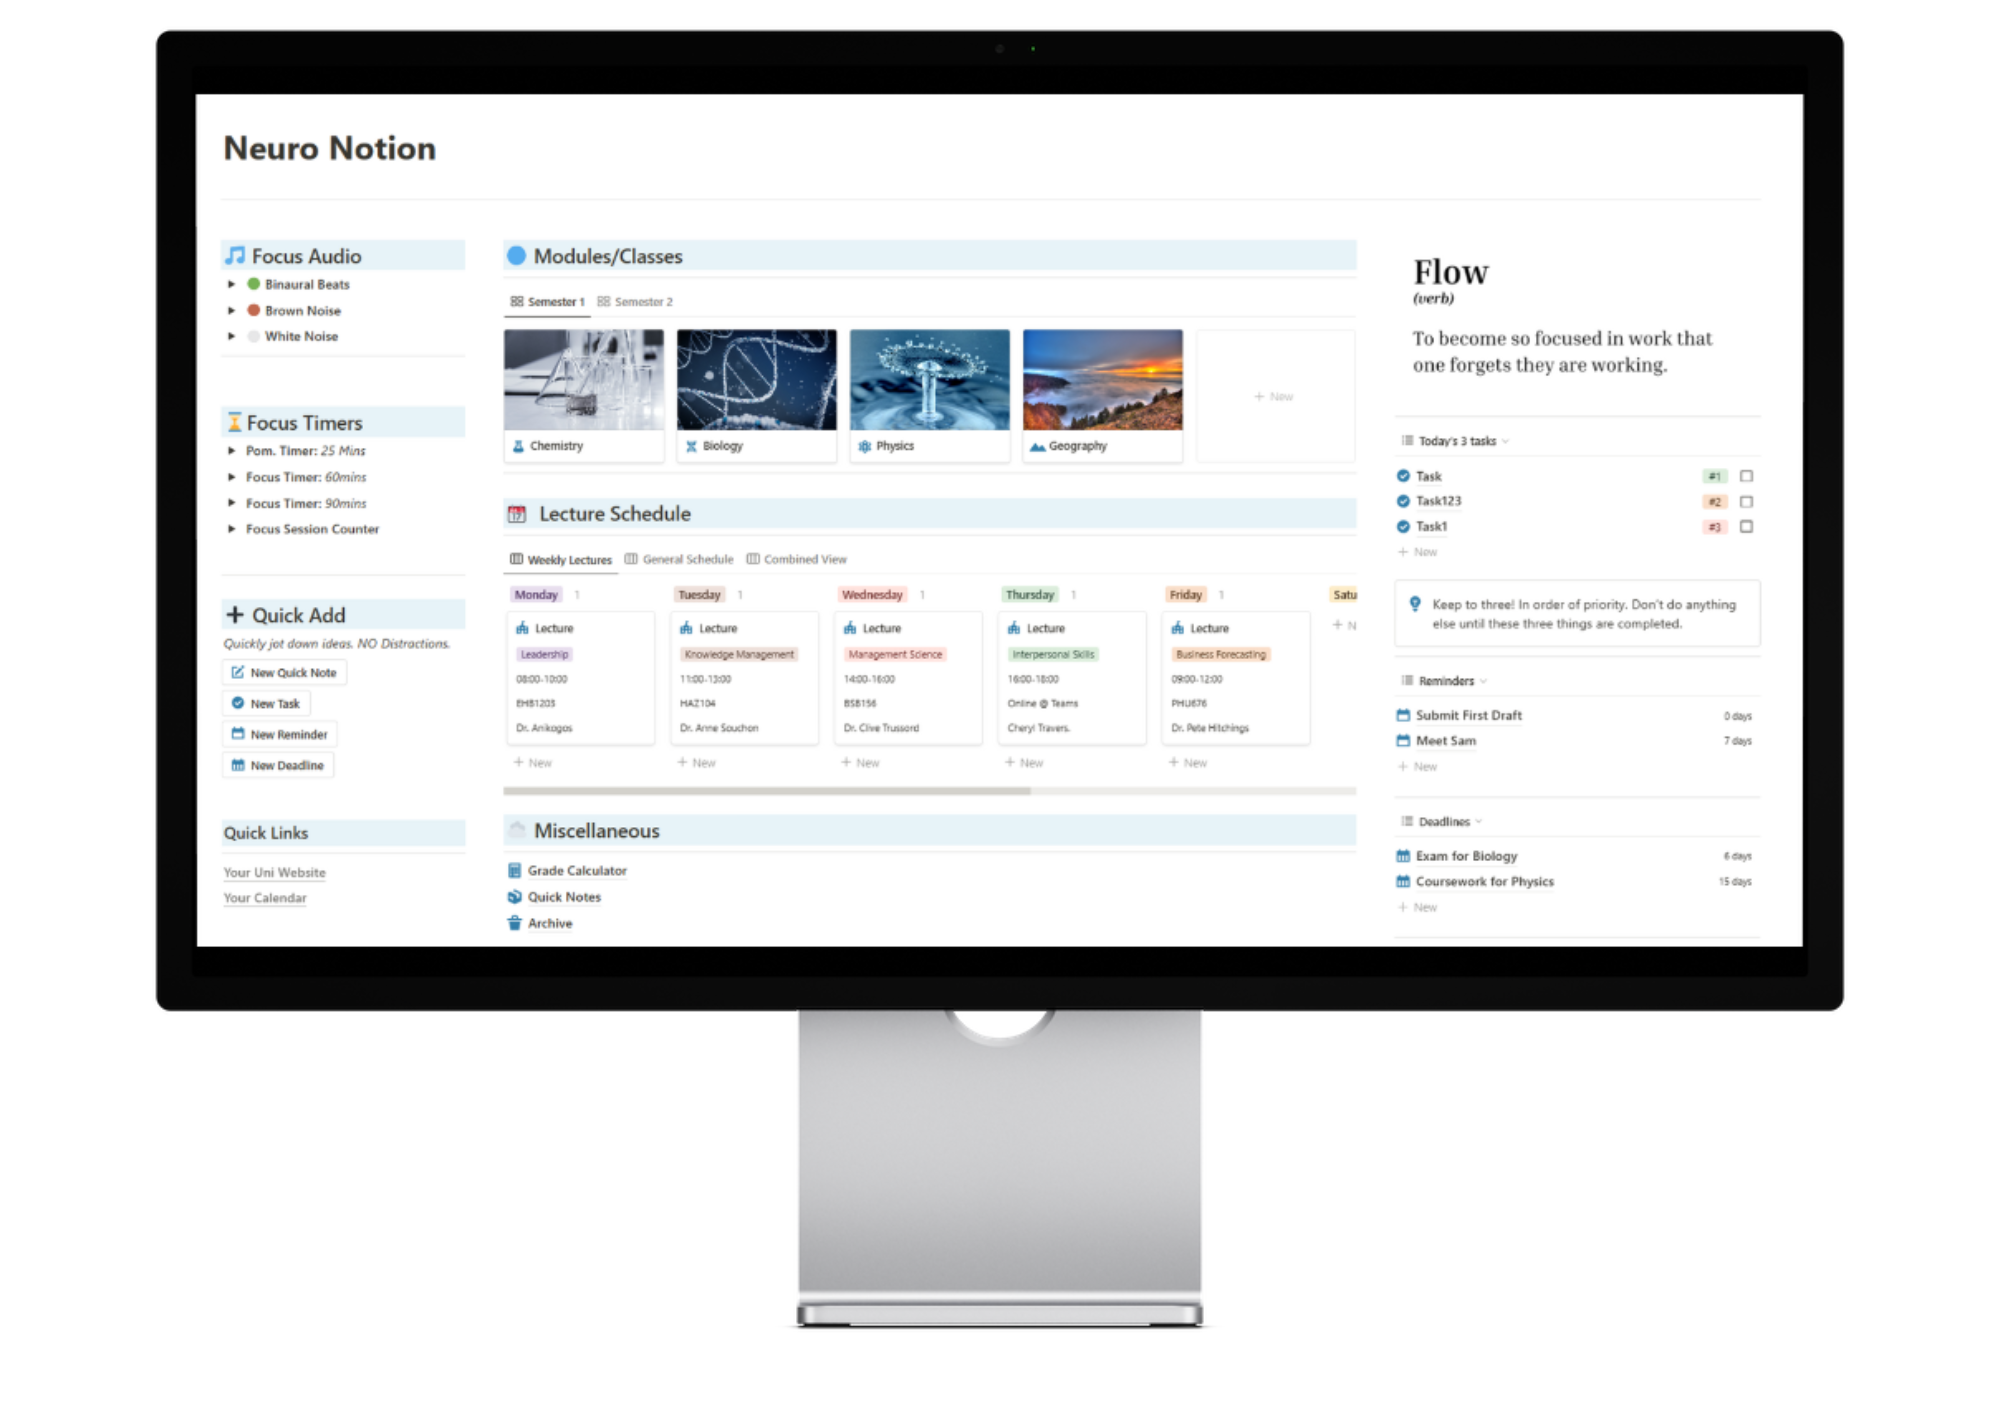 Neuro Notion
Focus Audio
Binaural Beats
Brown Noise
White Noise
Focus Timers
Pom. Timer: 25 Mins
Focus Timer: 60mins
Focus Timer: 90mins
Focus Session Counter
Quick Add
Quickly jot down ideas. NO Distractions.
New Quick Note
New Task
New Reminder
New Deadline
Quick Links
Your Uni Website
Your Calendar
Modules/Classes
Semester 1 Semester 2
Chemistry Biology Physics Geography + New
17 Lecture Schedule
Weekly Lectures General Schedule Combined View
Monday 1 Tuesday 1 Wednesday 1 Thursday 1 Friday 1 Satu
Lecture Lecture Lecture Lecture Lecture + N
Leadership Knowledge Management Management Science Interpersonal Skills Business Forecasting
08:00-10:00 11:00-13:00 14:00-16:00 16:00-18:00 09:00-12:00
EHB1203 HAZ104 BSB156 Online @ Teams PHU676
Dr. Anikogos Dr. Anne Souchon Dr. Clive Trussord Cheryl Travers. Dr. Pete Hitchings
+ New + New + New + New + New
Miscellaneous
Grade Calculator
Quick Notes
Archive
Flow
(verb)
To become so focused in work that
one forgets they are working.
Today's 3 tasks
Task #1
Task123 #2
Task1 #3
+ New
Keep to three! In order of priority. Don't do anything
else until these three things are completed.
Reminders
Submit First Draft 0 days
Meet Sam 7 days
+ New
Deadlines
Exam for Biology 6 days
Coursework for Physics 15 days
+ New